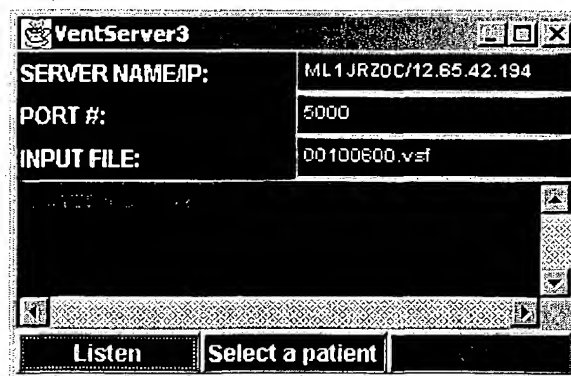 VentServer3
SERVER NAME/IP: ML1JRZ0C/12.65.42.194
PORT #: 5000
INPUT FILE: 00100600.vsf
Listen Select a patient